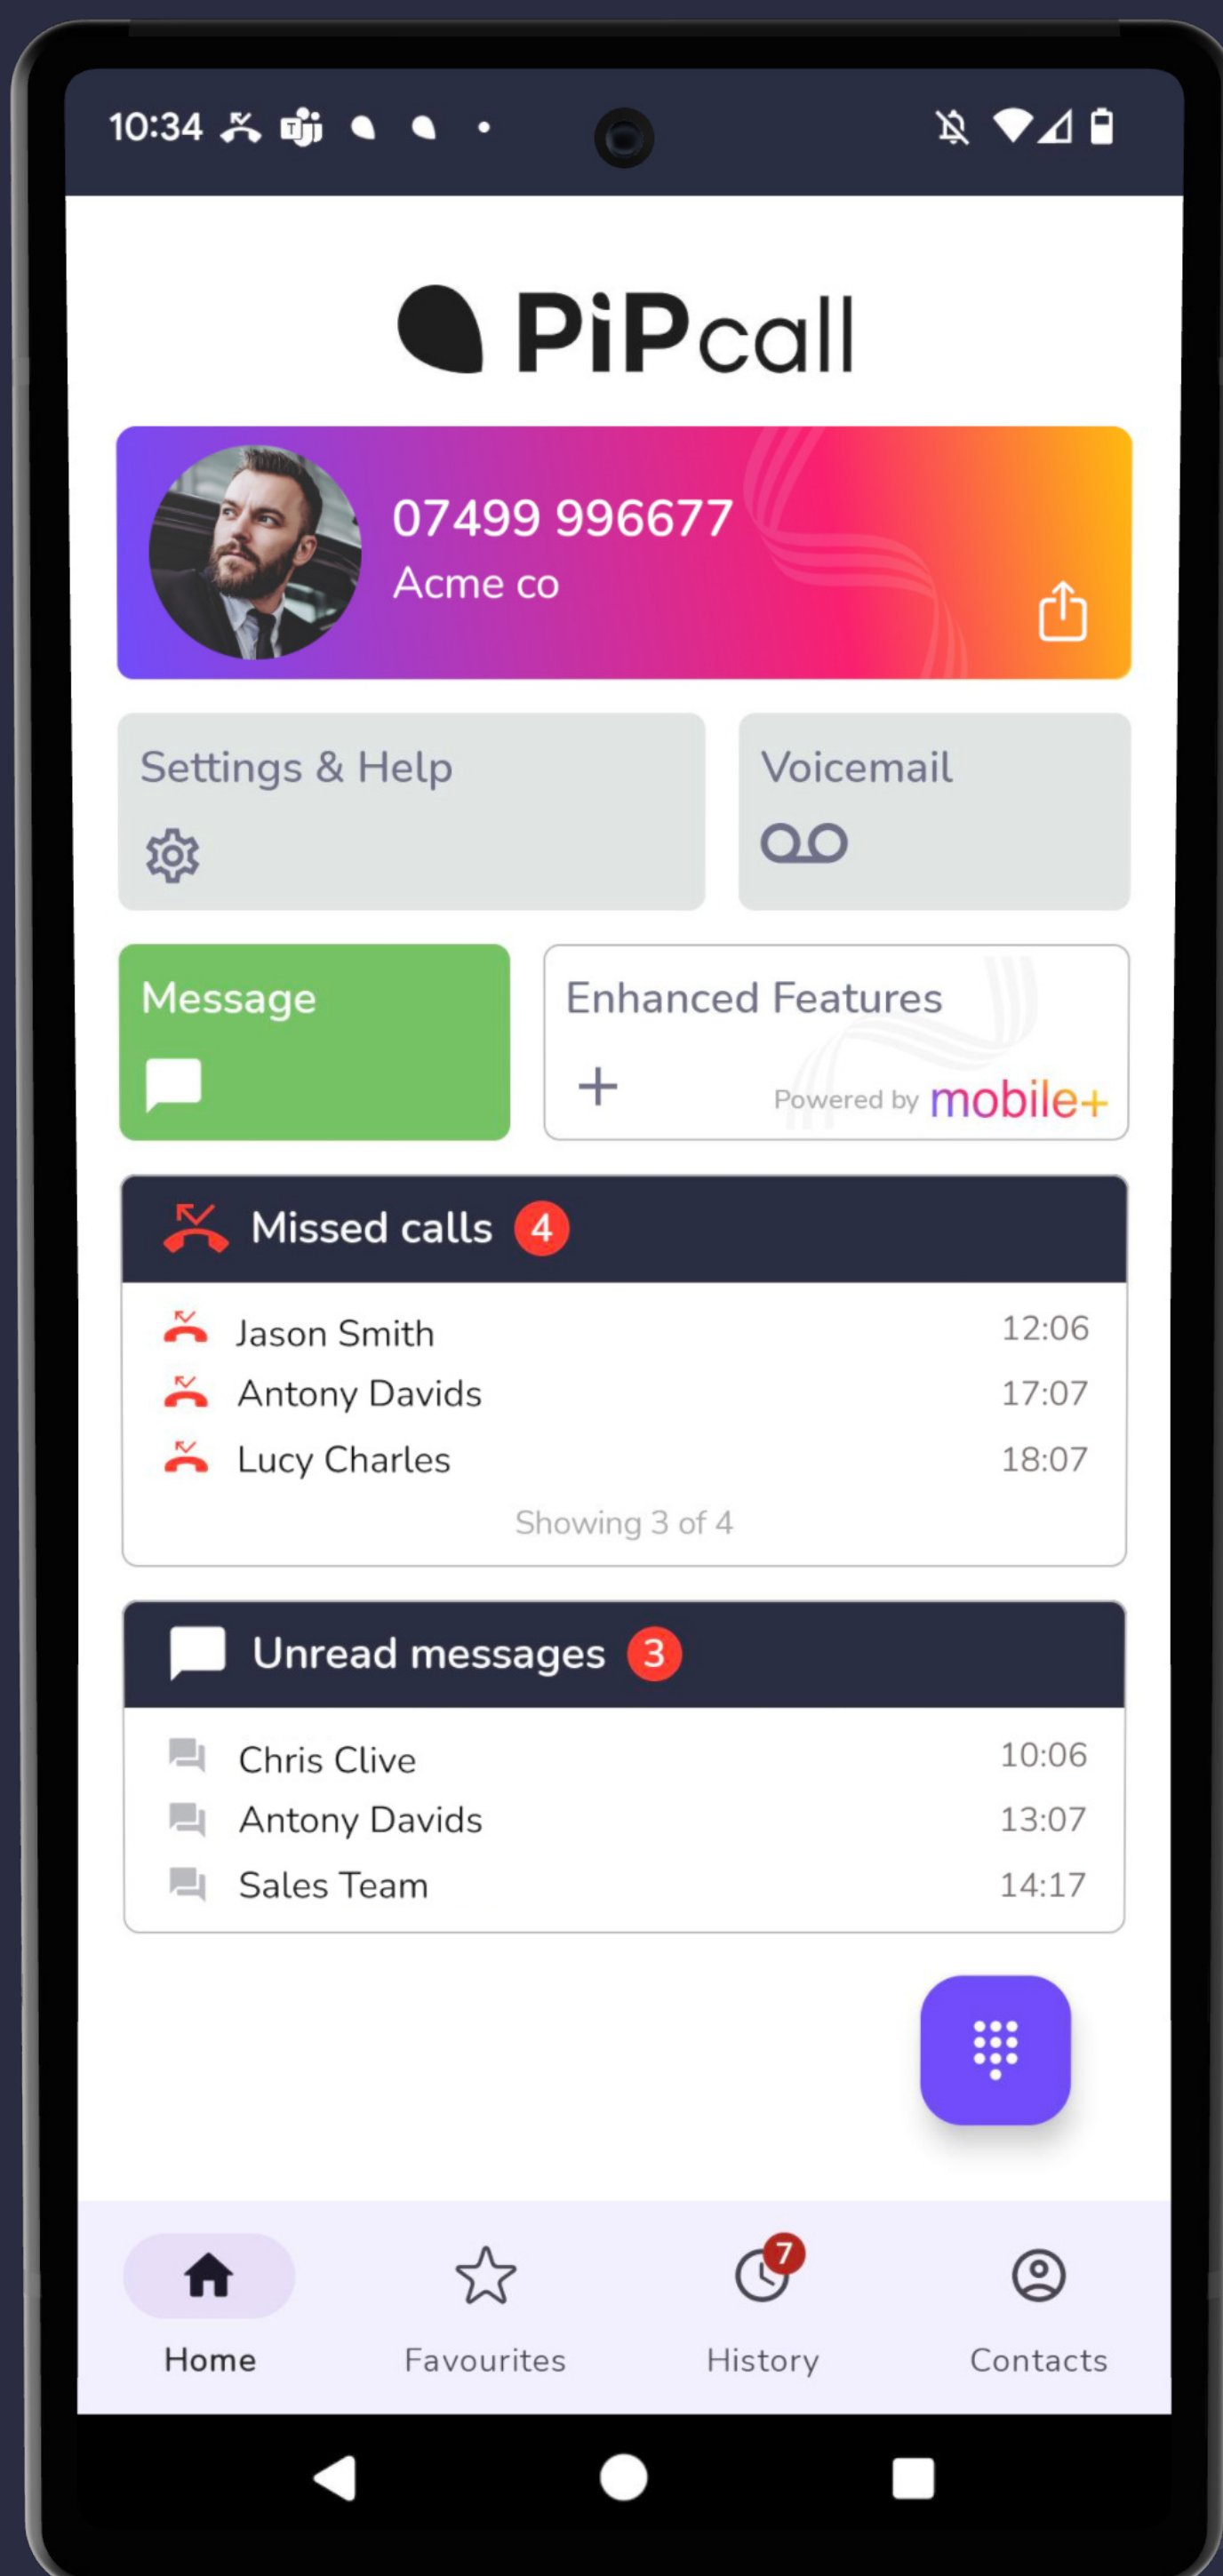 10:34
PiPcall
07499 996677
Acme co
Settings & Help
Voicemail
Message
Enhanced Features
Powered by mobile+
Missed calls 4
Jason Smith 12:06
Antony Davids 17:07
Lucy Charles 18:07
Showing 3 of 4
Unread messages 3
Chris Clive 10:06
Antony Davids 13:07
Sales Team 14:17
7
Home Favourites History Contacts